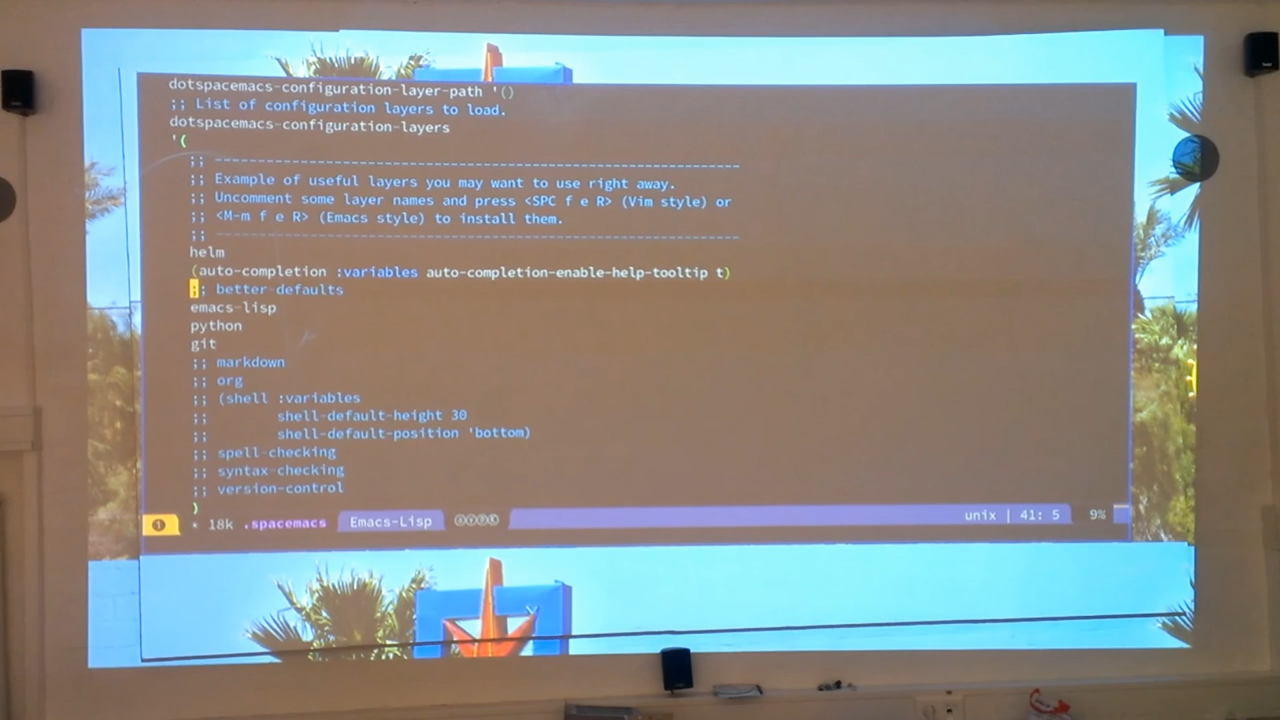 dotspacemacs-configuration-layer-path '()
;; List of configuration layers to load.
dotspacemacs-configuration-layers
'(
;; ----------------------------------------------------------------
;; Example of useful layers you may want to use right away.
;; Uncomment some layer names and press <SPC f e R> (Vim style) or
;; <M-m f e R> (Emacs style) to install them.
;; ----------------------------------------------------------------
helm
(auto-completion :variables auto-completion-enable-help-tooltip t)
;; better-defaults
emacs-lisp
python
git
;; markdown
;; org
;; (shell :variables
;; shell-default-height 30
;; shell-default-position 'bottom)
;; spell-checking
;; syntax-checking
;; version-control
)
❶ * 18k .spacemacs Emacs-Lisp unix | 41: 5 9%